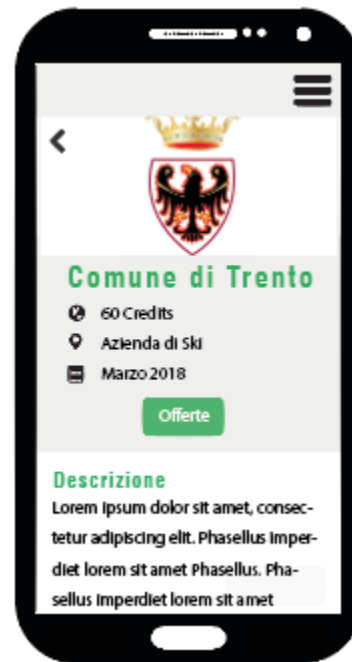 Comune di Trento
60 Credits
Azienda di Ski
Marzo 2018
Offerte
Descrizione
Lorem ipsum dolor sit amet, consec-
tetur adipiscing elit. Phasellus imper-
diet lorem sit amet Phasellus. Pha-
sellus imperdiet lorem sit amet